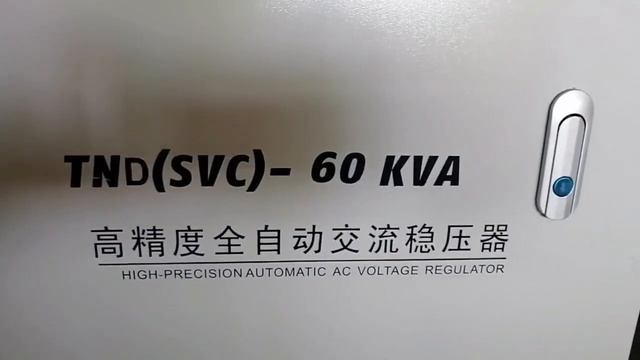 TND(SVC)- 60 KVA
高精度全自动交流稳压器
HIGH-PRECISION AUTOMATIC AC VOLTAGE REGULATOR